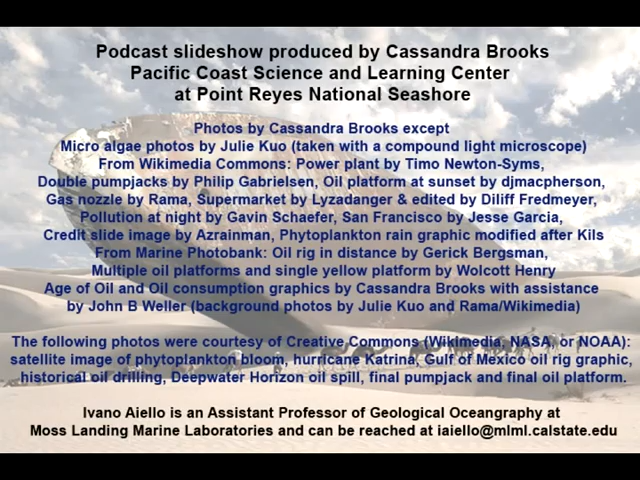 Podcast slideshow produced by Cassandra Brooks
Pacific Coast Science and Learning Center
at Point Reyes National Seashore
Photos by Cassandra Brooks except
Micro algae photos by Julie Kuo (taken with a compound light microscope)
From Wikimedia Commons: Power plant by Timo Newton-Syms,
Double pumpjacks by Philip Gabrielsen, Oil platform at sunset by djmacpherson,
Gas nozzle by Rama, Supermarket by Lyzadanger & edited by Diliff Fredmeyer,
Pollution at night by Gavin Schaefer, San Francisco by Jesse Garcia,
Credit slide image by Azrainman, Phytoplankton rain graphic modified after Kils
From Marine Photobank: Oil rig in distance by Gerick Bergsman,
Multiple oil platforms and single yellow platform by Wolcott Henry
Age of Oil and Oil consumption graphics by Cassandra Brooks with assistance
by John B Weller (background photos by Julie Kuo and Rama/Wikimedia)
The following photos were courtesy of Creative Commons (Wikimedia, NASA, or NOAA):
satellite image of phytoplankton bloom, hurricane Katrina, Gulf of Mexico oil rig graphic,
historical oil drilling, Deepwater Horizon oil spill, final pumpjack and final oil platform.
Ivano Aiello is an Assistant Professor of Geological Oceangraphy at
Moss Landing Marine Laboratories and can be reached at iaiello@mlml.calstate.edu